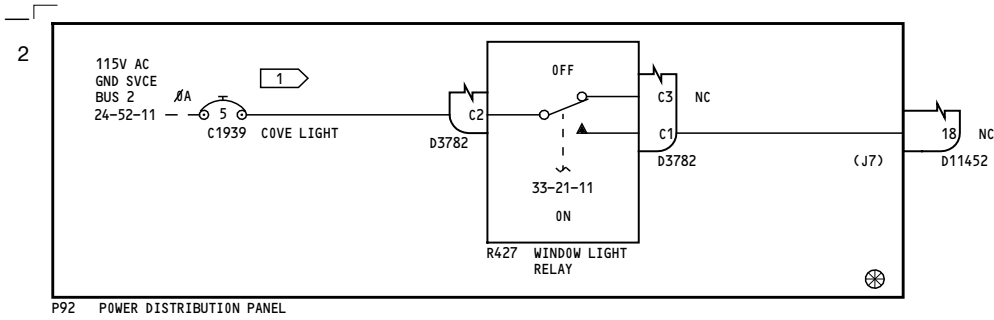 2
115V AC
GND SVCE
BUS 2
24-52-11
ØA
5
C1939 COVE LIGHT
1
C2
D3782
OFF
C3 NC
C1
D3782
33-21-11
ON
R427 WINDOW LIGHT
RELAY
18 NC
(J7) D11452
P92 POWER DISTRIBUTION PANEL